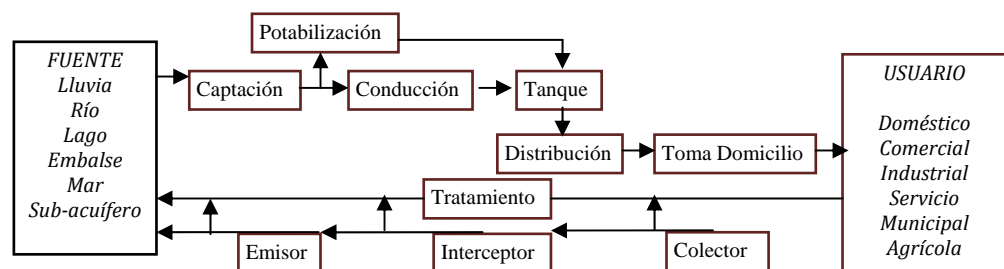 FUENTE
Lluvia
Río
Lago
Embalse
Mar
Sub-acuífero
Potabilización
Captación
Conducción
Tanque
Distribución
Toma Domicilio
USUARIO
Doméstico
Comercial
Industrial
Servicio
Municipal
Agrícola
Tratamiento
Emisor
Interceptor
Colector